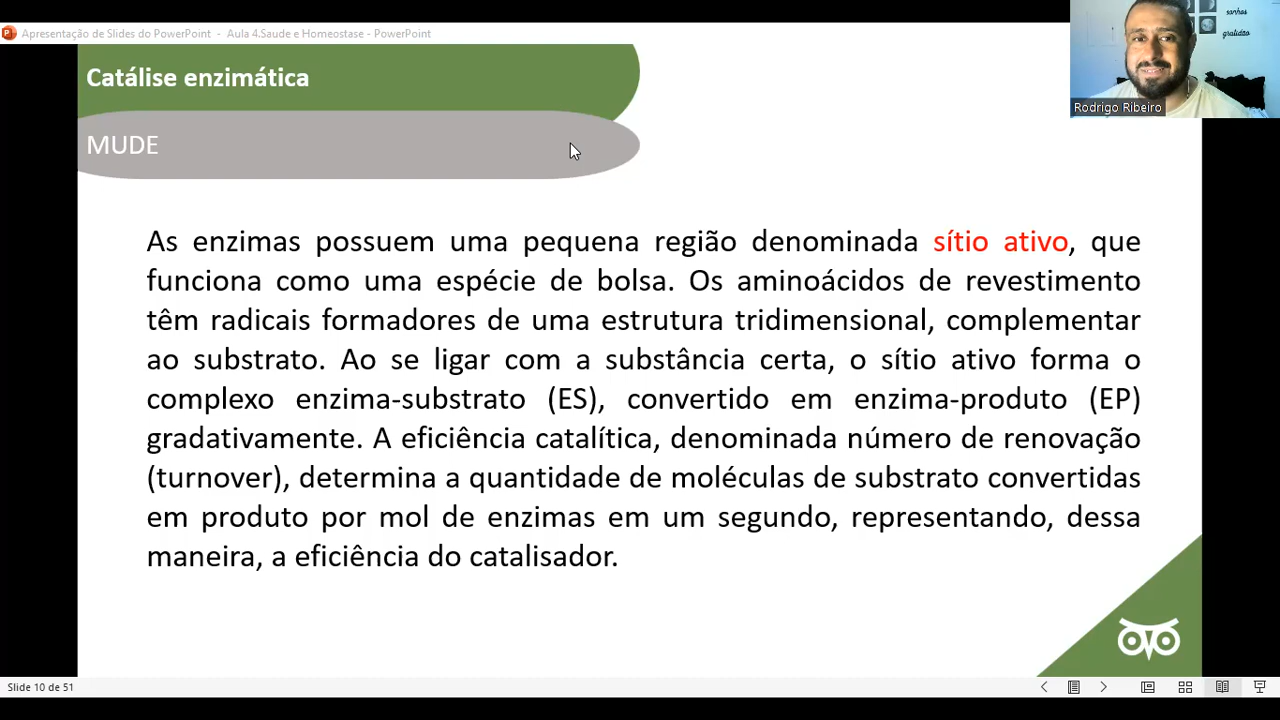 Apresentação de Slides do PowerPoint - Aula 4.Saude e Homeostase - PowerPoint
sonhos
gratidão
Rodrigo Ribeiro
Catálise enzimática
MUDE
As enzimas possuem uma pequena região denominada sítio ativo, que
funciona como uma espécie de bolsa. Os aminoácidos de revestimento
têm radicais formadores de uma estrutura tridimensional, complementar
ao substrato. Ao se ligar com a substância certa, o sítio ativo forma o
complexo enzima-substrato (ES), convertido em enzima-produto (EP)
gradativamente. A eficiência catalítica, denominada número de renovação
(turnover), determina a quantidade de moléculas de substrato convertidas
em produto por mol de enzimas em um segundo, representando, dessa
maneira, a eficiência do catalisador.
Slide 10 de 51